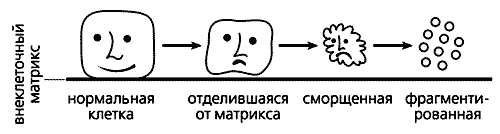 внеклеточный
матрикс
нормальная
клетка
отделившаяся
от матрикса
сморщенная
фрагменти-
рованная